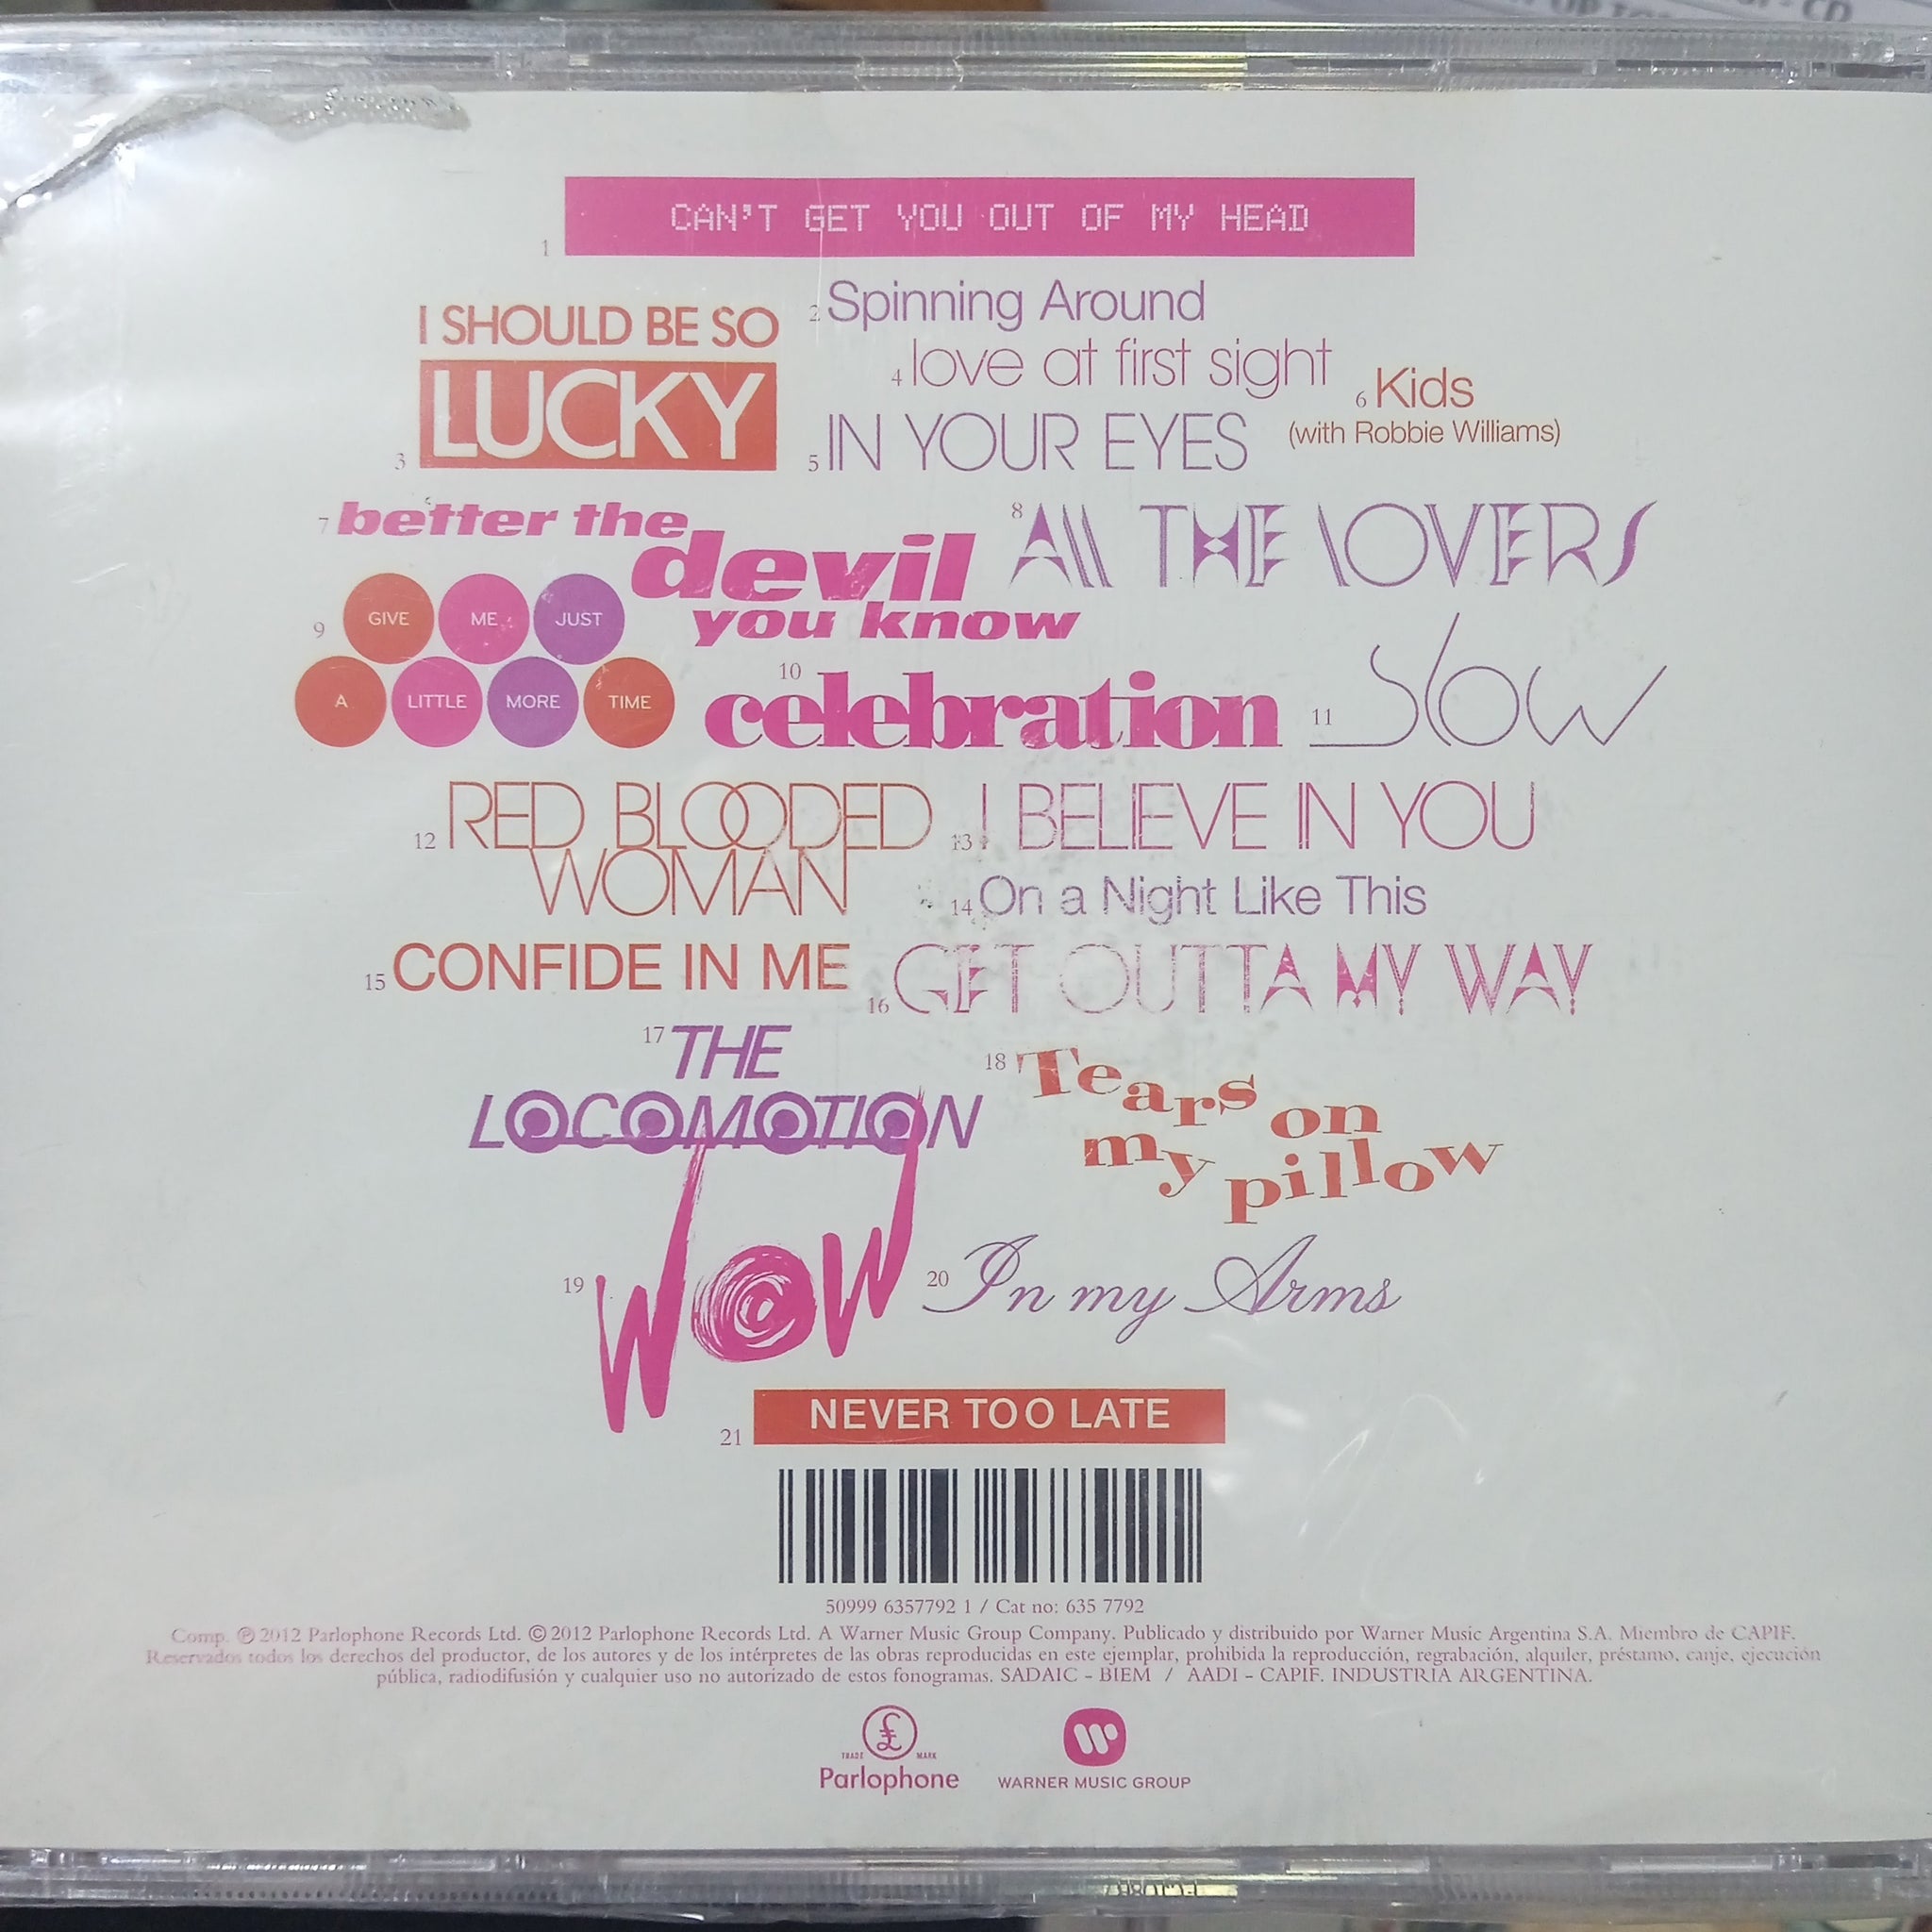 CD
CAN'T GET YOU OUT OF MY HEAD
1
2 Spinning Around
I SHOULD BE SO
LUCKY
3
4 love at first sight
5 IN YOUR EYES
6 Kids
(with Robbie Williams)
7 better the
devil
you know
8 All THE lOVERS
9 GIVE ME JUST
A LITTLE MORE TIME
10 celebration
11 slow
12 RED BLOODED
WOMAN
13 I BELIEVE IN YOU
14 On a Night Like This
15 CONFIDE IN ME
16 GET OUTTA MY WAY
17 THE
LOCOMOTION
18 Tears on
my pillow
19 WOW
20 In my Arms
21 NEVER TOO LATE
50999 6357792 1 / Cat no: 635 7792
Comp. ℗ 2012 Parlophone Records Ltd. © 2012 Parlophone Records Ltd. A Warner Music Group Company. Publicado y distribuido por Warner Music Argentina S.A. Miembro de CAPIF.
Reservados todos los derechos del productor, de los autores y de los intérpretes de las obras reproducidas en este ejemplar, prohibida la reproducción, regrabación, alquiler, préstamo, canje, ejecución
pública, radiodifusión y cualquier uso no autorizado de estos fonogramas. SADAIC - BIEM / AADI - CAPIF. INDUSTRIA ARGENTINA.
£
TRADE MARK
Parlophone
WARNER MUSIC GROUP